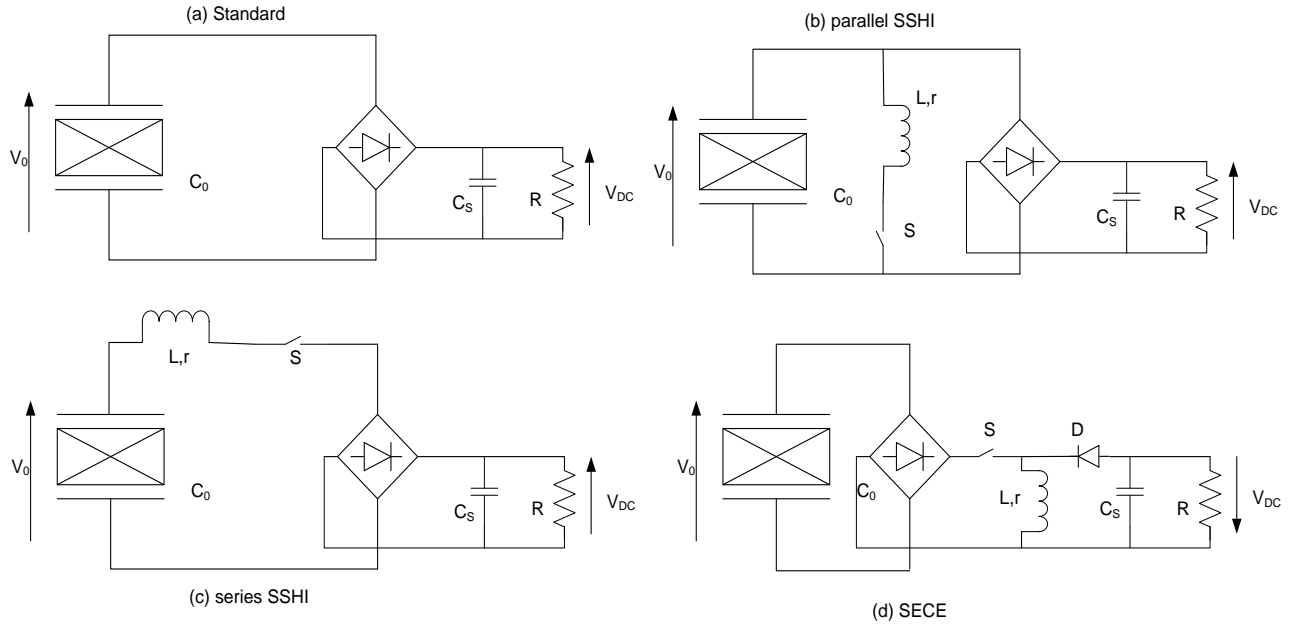 (a) Standard
V0
C0
CS
R
VDC
(b) parallel SSHI
L,r
V0
C0
S
CS
R
VDC
L,r
S
V0
C0
CS
R
VDC
(c) series SSHI
S
D
V0
C0
L,r
CS
R
VDC
(d) SECE